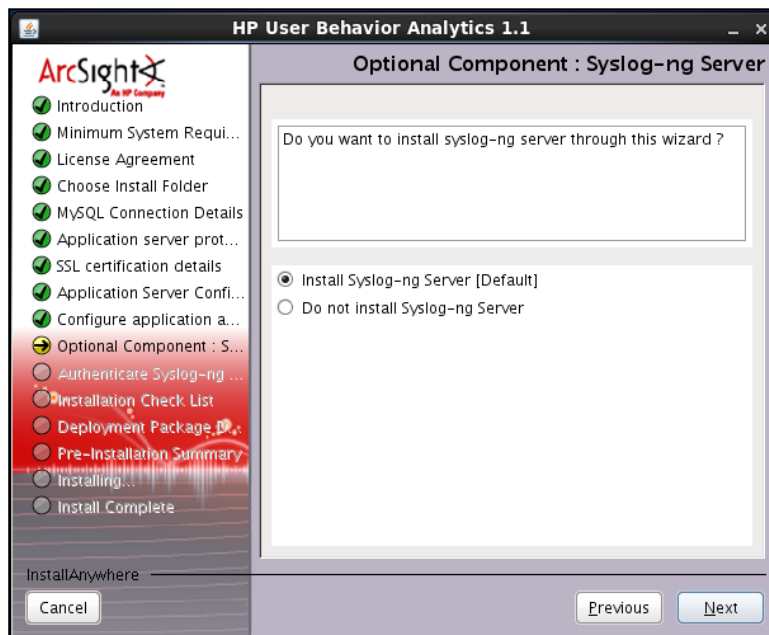 HP User Behavior Analytics 1.1
ArcSight
An HP Company
Optional Component : Syslog-ng Server
Introduction
Minimum System Requi...
License Agreement
Choose Install Folder
MySQL Connection Details
Application server prot...
SSL certification details
Application Server Confi...
Configure application a...
Optional Component : S...
Authenticate Syslog-ng ...
Installation Check List
Deployment Package D...
Pre-Installation Summary
Installing...
Install Complete
Do you want to install syslog-ng server through this wizard ?
Install Syslog-ng Server [Default]
Do not install Syslog-ng Server
InstallAnywhere
Cancel
Previous
Next